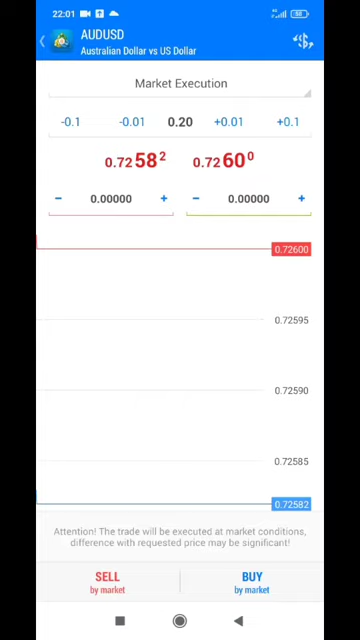 22:01
58
AUDUSD
Australian Dollar vs US Dollar
Market Execution
-0.1 -0.01 0.20 +0.01 +0.1
0.72582 0.72600
− 0.00000 + − 0.00000 +
0.72600
0.72595
0.72590
0.72585
0.72582
Attention! The trade will be executed at market conditions,
difference with requested price may be significant!
SELL BUY
by market by market